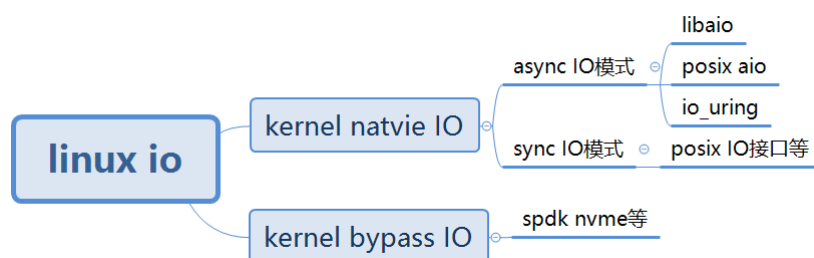 linux io
kernel natvie IO
async IO模式
libaio
posix aio
io_uring
sync IO模式
posix IO接口等
kernel bypass IO
spdk nvme等